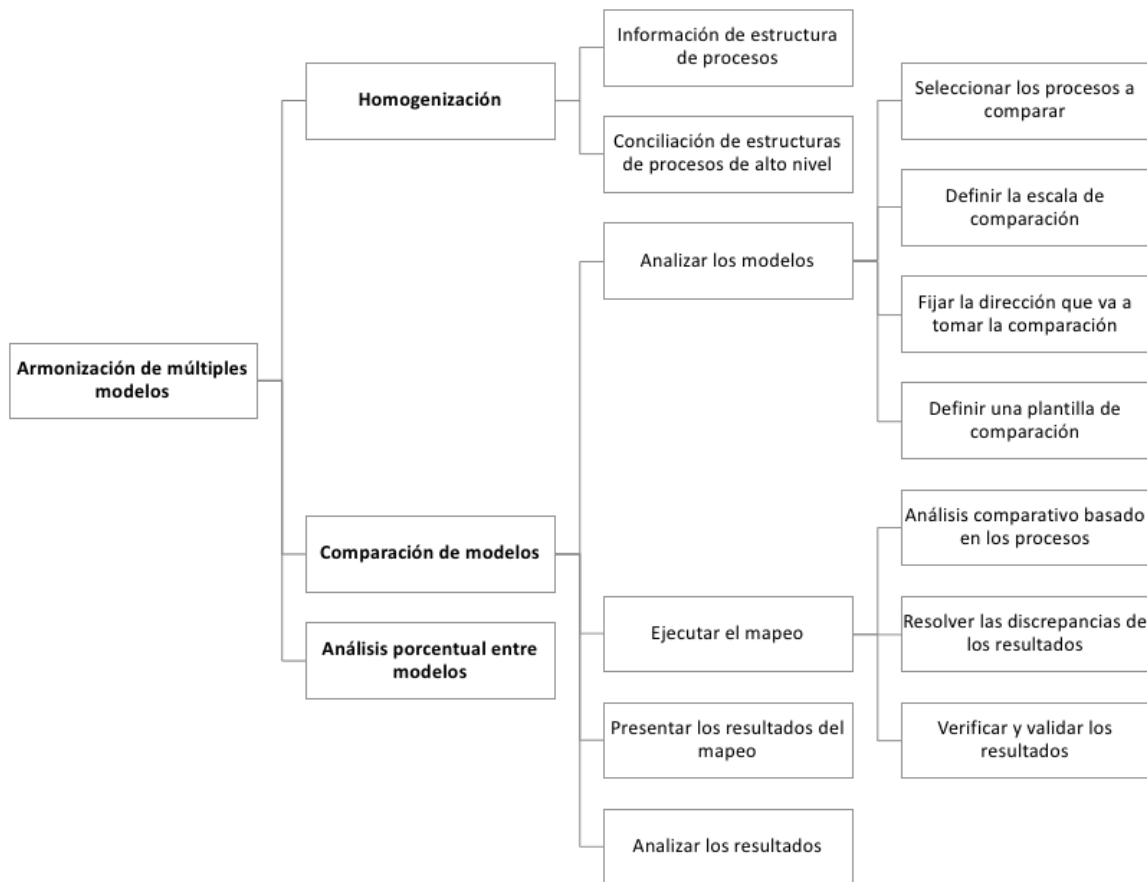 Armonización de múltiples
modelos
Homogenización
Información de estructura
de procesos
Conciliación de estructuras
de procesos de alto nivel
Comparación de modelos
Analizar los modelos
Seleccionar los procesos a
comparar
Definir la escala de
comparación
Fijar la dirección que va a
tomar la comparación
Definir una plantilla de
comparación
Ejecutar el mapeo
Análisis comparativo basado
en los procesos
Resolver las discrepancias de
los resultados
Verificar y validar los
resultados
Presentar los resultados del
mapeo
Analizar los resultados
Análisis porcentual entre
modelos